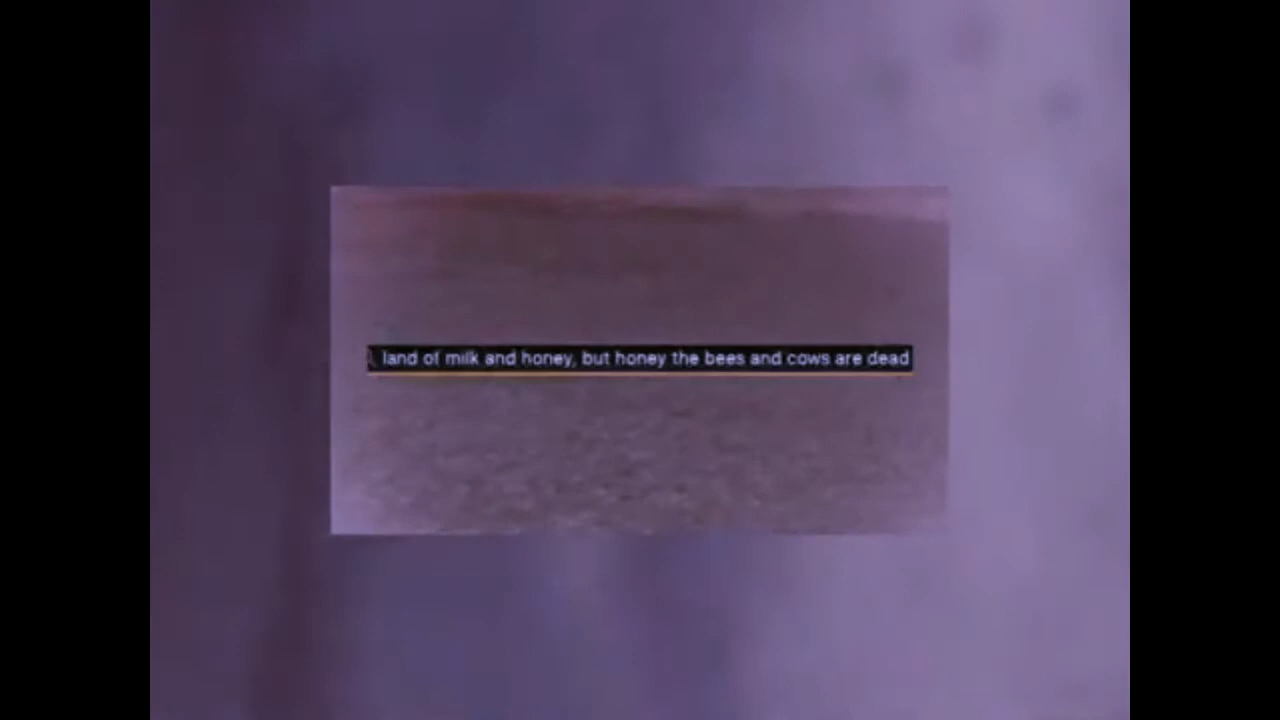 land of milk and honey, but honey the bees and cows are dead